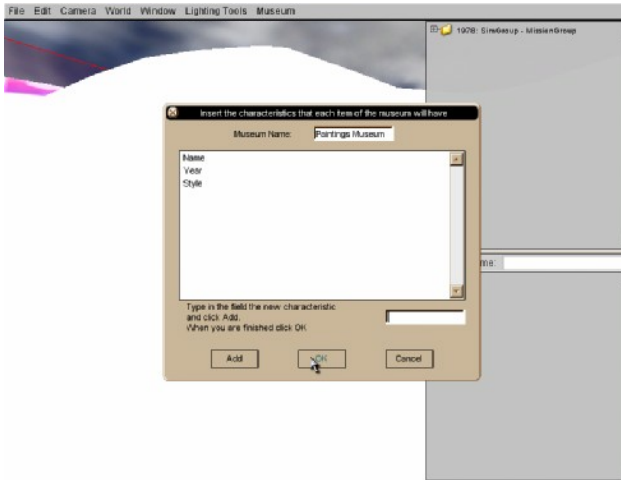 File Edit Camera World Window Lighting Tools Museum
1978: SimGroup - MissionGroup
Insert the characteristics that each item of the museum will have
Museum Name: Paintings Museum
Name
Year
Style
me:
Type in the field the new characteristic
and click Add.
When you are finished click OK
Add OK Cancel